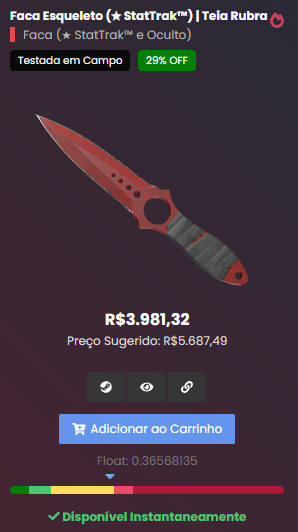 Faca Esqueleto (★ StatTrak™) | Teia Rubra
Faca (★ StatTrak™ e Oculto)
Testada em Campo
29% OFF
R$3.981,32
Preço Sugerido: R$5.687,49
Adicionar ao Carrinho
Float: 0.36568135
Disponível Instantaneamente